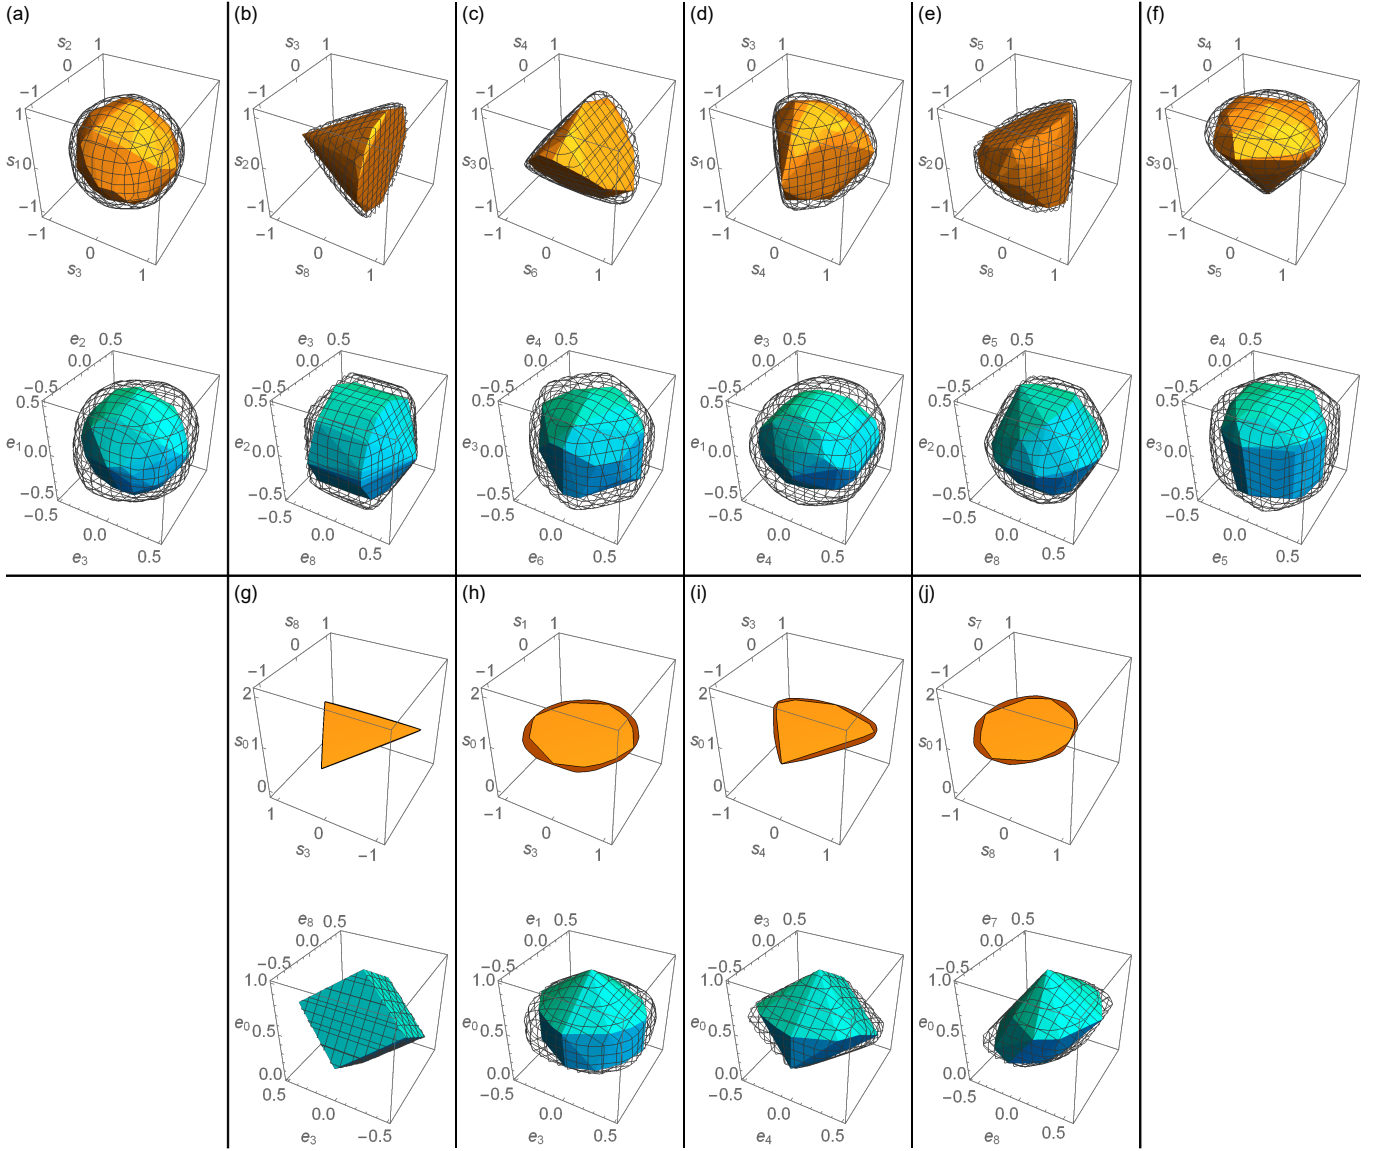 (a) (b) (c) (d) (e) (f)
s2 1 0 −1 1 s1 0 −1 −1 0 s3 1
s3 1 0 −1 1 s2 0 −1 −1 0 s8 1
s4 1 0 −1 1 s3 0 −1 −1 0 s6 1
s3 1 0 −1 1 s1 0 −1 −1 0 s4 1
s5 1 0 −1 1 s2 0 −1 −1 0 s8 1
s4 1 0 −1 1 s3 0 −1 −1 0 s5 1
e2 0.5 0.0 −0.5 0.5 e1 0.0 −0.5 −0.5 0.0 e3 0.5
e3 0.5 0.0 −0.5 0.5 e2 0.0 −0.5 −0.5 0.0 e8 0.5
e4 0.5 0.0 −0.5 0.5 e3 0.0 −0.5 −0.5 0.0 e6 0.5
e3 0.5 0.0 −0.5 0.5 e1 0.0 −0.5 −0.5 0.0 e4 0.5
e5 0.5 0.0 −0.5 0.5 e2 0.0 −0.5 −0.5 0.0 e8 0.5
e4 0.5 0.0 −0.5 0.5 e3 0.0 −0.5 −0.5 0.0 e5 0.5
(g) (h) (i) (j)
s8 1 0 −1 2 s0 1 0 1 0 s3 −1
s1 1 0 −1 2 s0 1 0 −1 0 s3 1
s3 1 0 −1 2 s0 1 0 −1 0 s4 1
s7 1 0 −1 2 s0 1 0 −1 0 s8 1
e8 0.5 0.0 −0.5 1.0 e0 0.5 0.0 0.5 0.0 e3 −0.5
e1 0.5 0.0 −0.5 1.0 e0 0.5 0.0 −0.5 0.0 e3 0.5
e3 0.5 0.0 −0.5 1.0 e0 0.5 0.0 −0.5 0.0 e4 0.5
e7 0.5 0.0 −0.5 1.0 e0 0.5 0.0 −0.5 0.0 e8 0.5